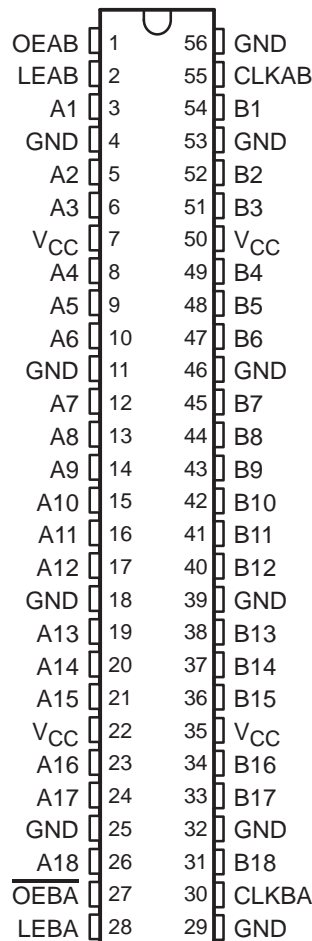 OEAB 1 56 GND
LEAB 2 55 CLKAB
A1 3 54 B1
GND 4 53 GND
A2 5 52 B2
A3 6 51 B3
VCC 7 50 VCC
A4 8 49 B4
A5 9 48 B5
A6 10 47 B6
GND 11 46 GND
A7 12 45 B7
A8 13 44 B8
A9 14 43 B9
A10 15 42 B10
A11 16 41 B11
A12 17 40 B12
GND 18 39 GND
A13 19 38 B13
A14 20 37 B14
A15 21 36 B15
VCC 22 35 VCC
A16 23 34 B16
A17 24 33 B17
GND 25 32 GND
A18 26 31 B18
OEBA 27 30 CLKBA
LEBA 28 29 GND